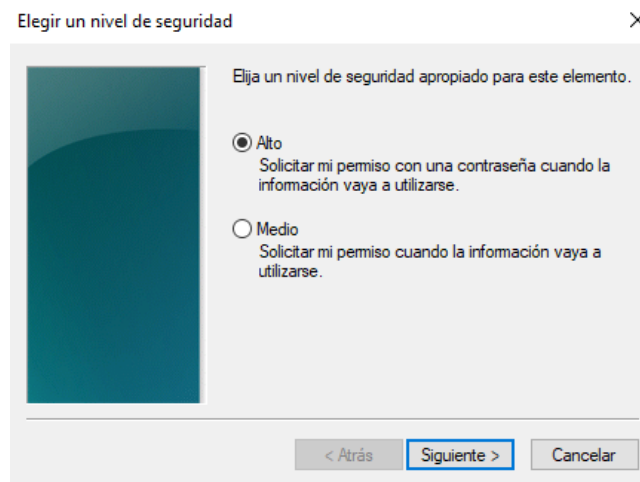 Elegir un nivel de seguridad
Elija un nivel de seguridad apropiado para este elemento.
Alto
Solicitar mi permiso con una contraseña cuando la
información vaya a utilizarse.
Medio
Solicitar mi permiso cuando la información vaya a
utilizarse.
< Atrás
Siguiente >
Cancelar